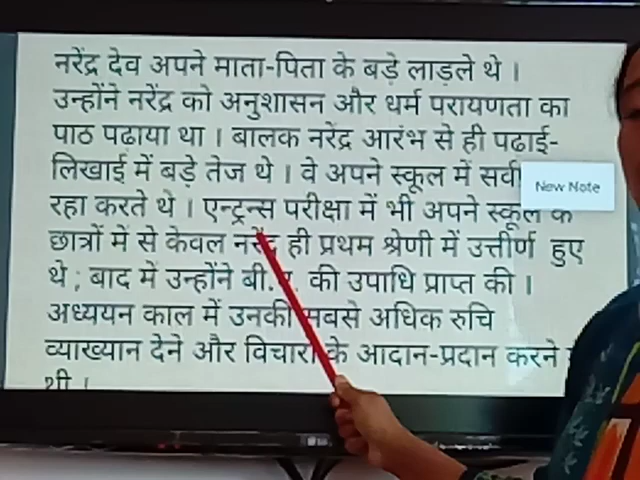 नरेंद्र देव अपने माता-पिता के बड़े लाड़ले थे ।
उन्होंने नरेंद्र को अनुशासन और धर्म परायणता का
पाठ पढाया था । बालक नरेंद्र आरंभ से ही पढाई-
लिखाई में बड़े तेज थे । वे अपने स्कूल में
New Note
रहा करते थे । एन्ट्रन्स परीक्षा में भी अपने स्कूल के
छात्रों में से केवल नरेंद्र ही प्रथम श्रेणी में उत्तीर्ण हुए
थे ; बाद में उन्होंने बी. की उपाधि प्राप्त की ।
अध्ययन काल में उनकी सबसे अधिक रुचि
व्याख्यान देने और विचारों के आदान-प्रदान करने
थी ।